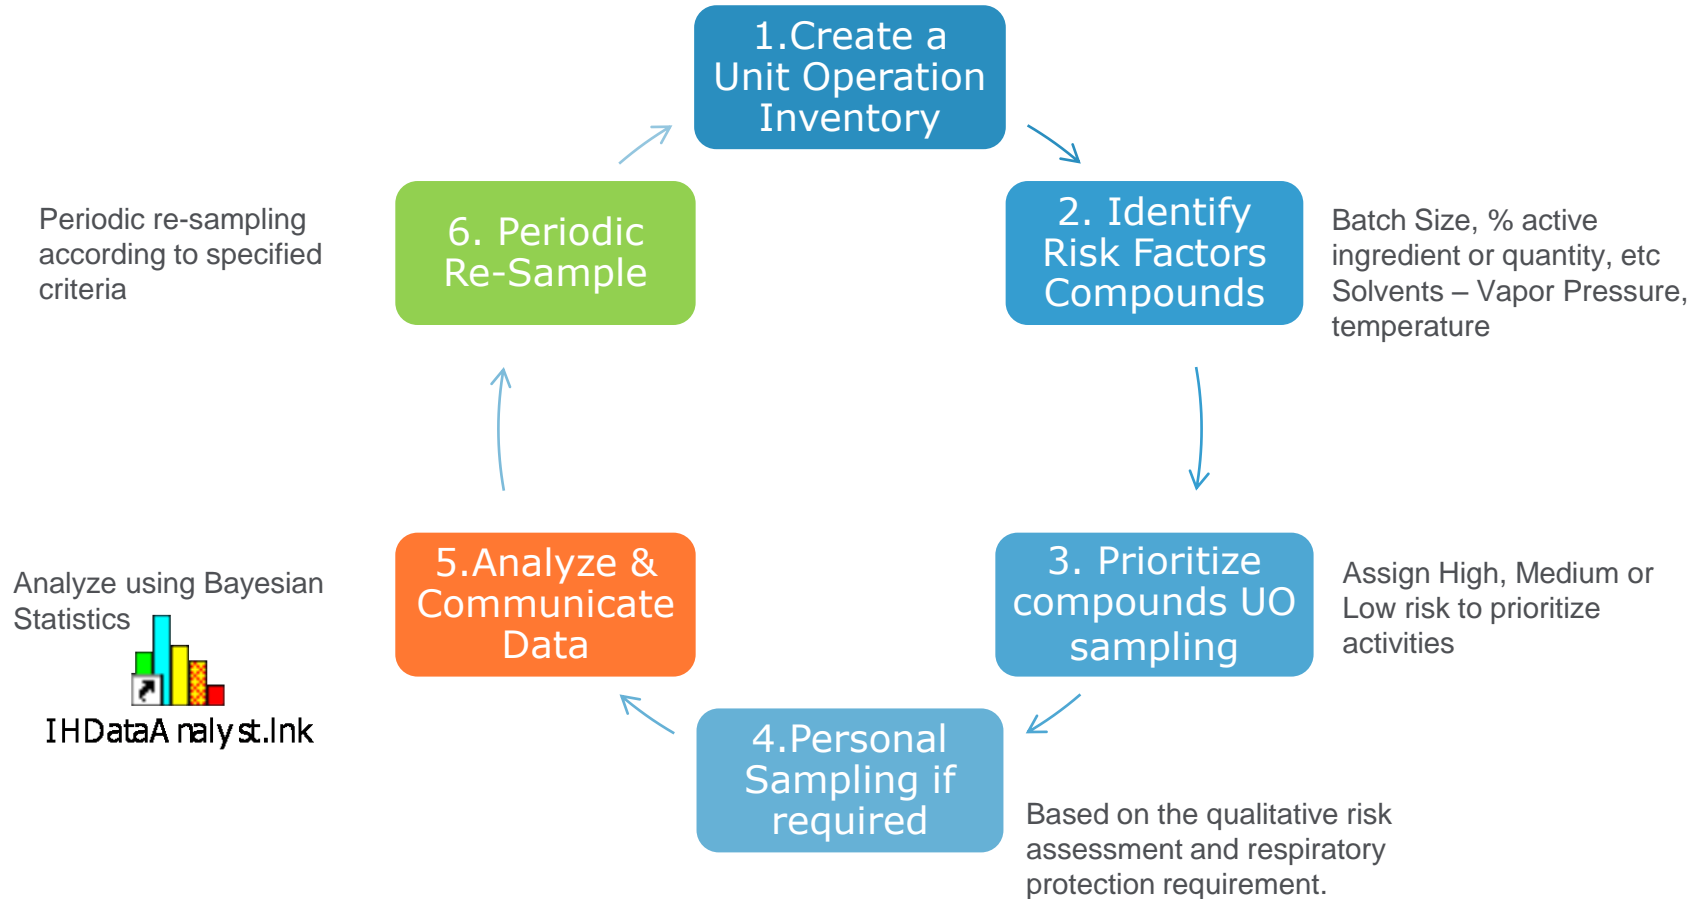 1.Create a
Unit Operation
Inventory
2. Identify
Risk Factors
Compounds
Batch Size, % active
ingredient or quantity, etc
Solvents – Vapor Pressure,
temperature
3. Prioritize
compounds UO
sampling
Assign High, Medium or
Low risk to prioritize
activities
4.Personal
Sampling if
required
Based on the qualitative risk
assessment and respiratory
protection requirement.
5.Analyze &
Communicate
Data
Analyze using Bayesian
Statistics
IHDataAnalyst.lnk
6. Periodic
Re-Sample
Periodic re-sampling
according to specified
criteria